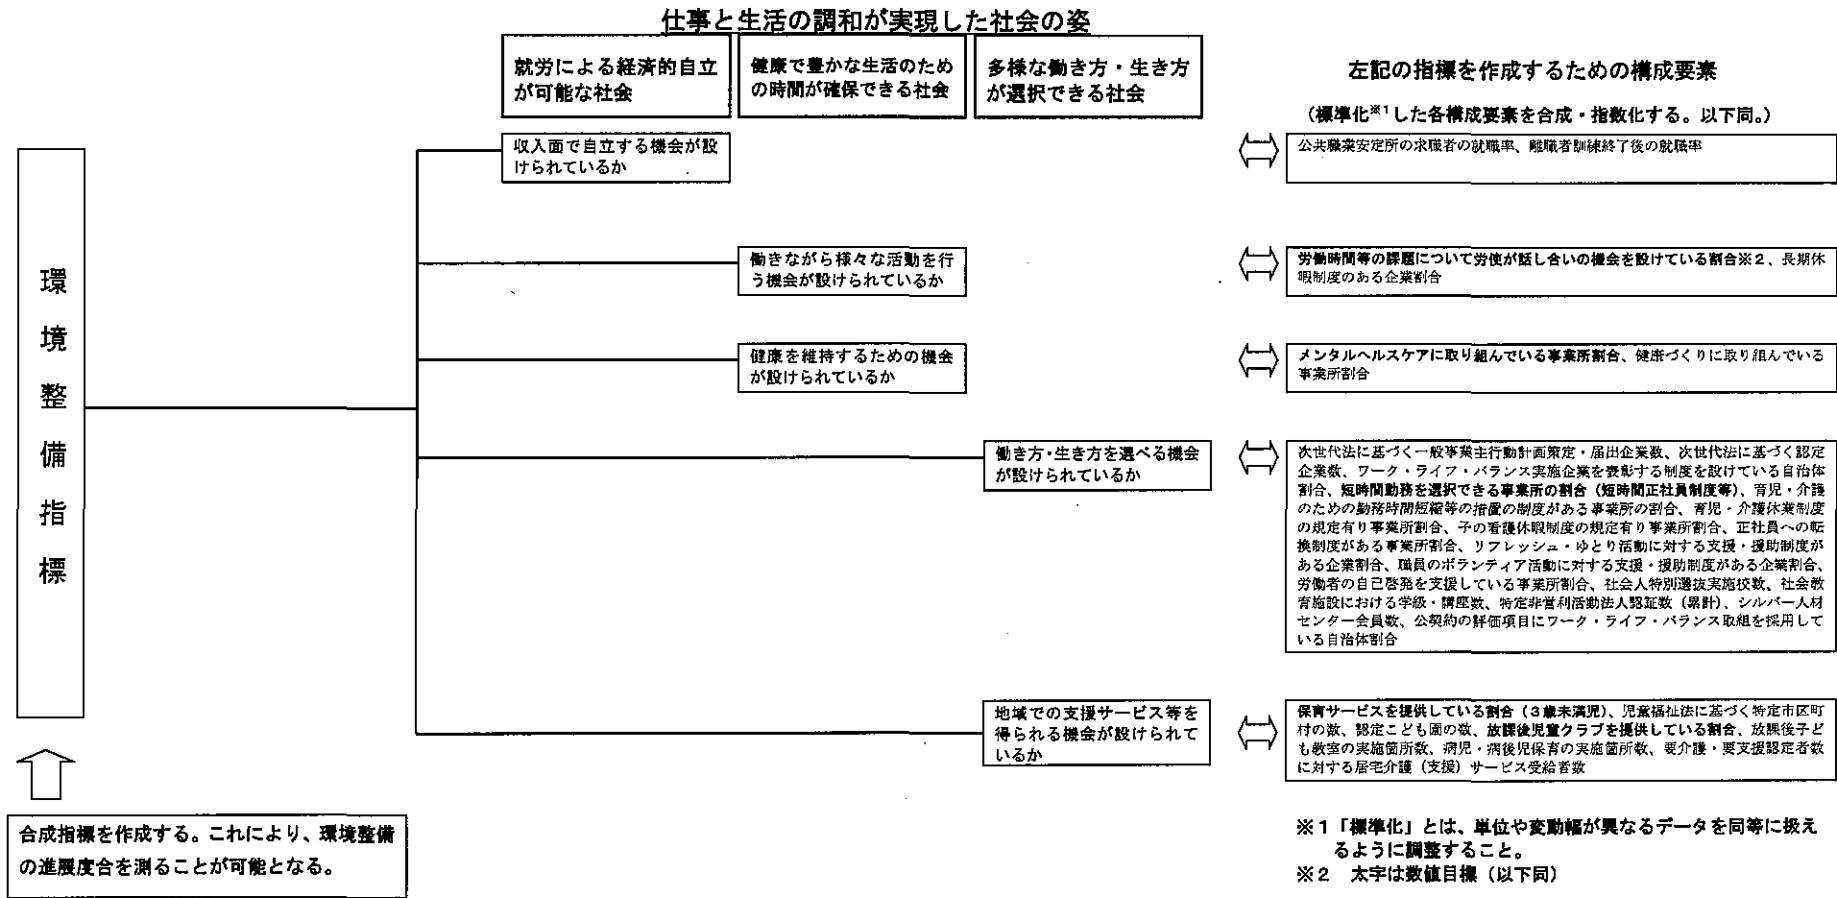 仕事と生活の調和が実現した社会の姿
就労による経済的自立
が可能な社会
健康で豊かな生活のため
の時間が確保できる社会
多様な働き方・生き方
が選択できる社会
左記の指標を作成するための構成要素
(標準化※1した各構成要素を合成・指数化する。以下同。)
環境整備指標
収入面で自立する機会が設
けられているか
公共職業安定所の求職者の就職率、離職者訓練終了後の就職率
働きながら様々な活動を行
う機会が設けられているか
労働時間等の課題について労使が話し合いの機会を設けている割合※2、長期休
暇制度のある企業割合
健康を維持するための機会
が設けられているか
メンタルヘルスケアに取り組んでいる事業所割合、健康づくりに取り組んでいる
事業所割合
働き方・生き方を選べる機会
が設けられているか
次世代法に基づく一般事業主行動計画策定・届出企業数、次世代法に基づく認定
企業数、ワーク・ライフ・バランス実施企業を表彰する制度を設けている自治体
割合、短時間勤務を選択できる事業所の割合(短時間正社員制度等)、育児・介護
のための勤務時間短縮等の措置の制度がある事業所の割合、育児・介護休業制度
の規定有り事業所割合、子の看護休暇制度の規定有り事業所割合、正社員への転
換制度がある事業所割合、リフレッシュ・ゆとり活動に対する支援・援助制度が
ある企業割合、職員のボランティア活動に対する支援・援助制度がある企業割合、
労働者の自己啓発を支援している事業所割合、社会人特別選抜実施校数、社会教
育施設における学級・講座数、特定非営利活動法人認証数(累計)、シルバー人材
センター会員数、公契約の評価項目にワーク・ライフ・バランス取組を採用して
いる自治体割合
地域での支援サービス等を
得られる機会が設けられて
いるか
保育サービスを提供している割合(3歳未満児)、児童福祉法に基づく特定市区町
村の数、認定こども園の数、放課後児童クラブを提供している割合、放課後子ど
も教室の実施箇所数、病児・病後児保育の実施箇所数、要介護・要支援認定者数
に対する居宅介護(支援)サービス受給者数
合成指標を作成する。これにより、環境整備
の進展度合を測ることが可能となる。
※1「標準化」とは、単位や変動幅が異なるデータを同等に扱え
るように調整すること。
※2 太字は数値目標(以下同)